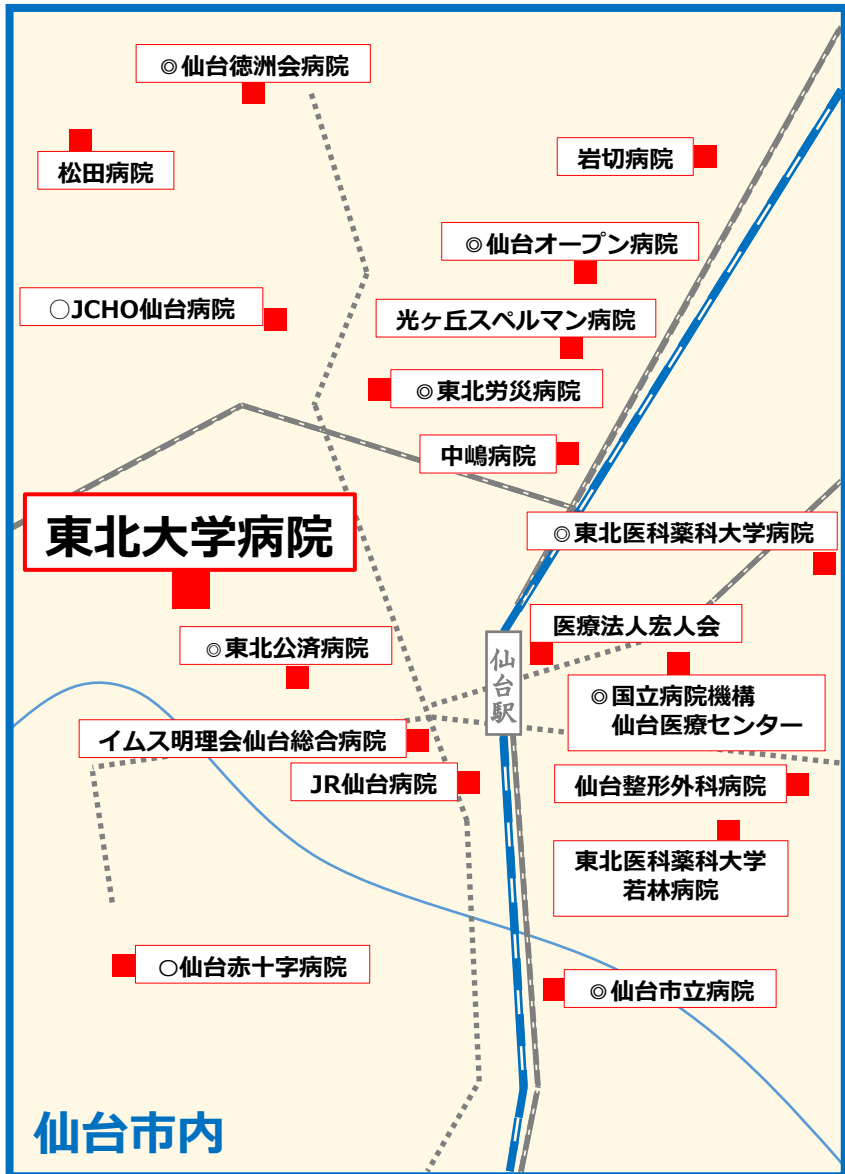 ◎仙台徳洲会病院
松田病院
岩切病院
◎仙台オープン病院
○JCHO仙台病院
光ヶ丘スペルマン病院
◎東北労災病院
中嶋病院
東北大学病院
◎東北医科薬科大学病院
医療法人宏人会
◎東北公済病院
仙台駅
◎国立病院機構
仙台医療センター
イムス明理会仙台総合病院
JR仙台病院
仙台整形外科病院
東北医科薬科大学
若林病院
○仙台赤十字病院
◎仙台市立病院
仙台市内